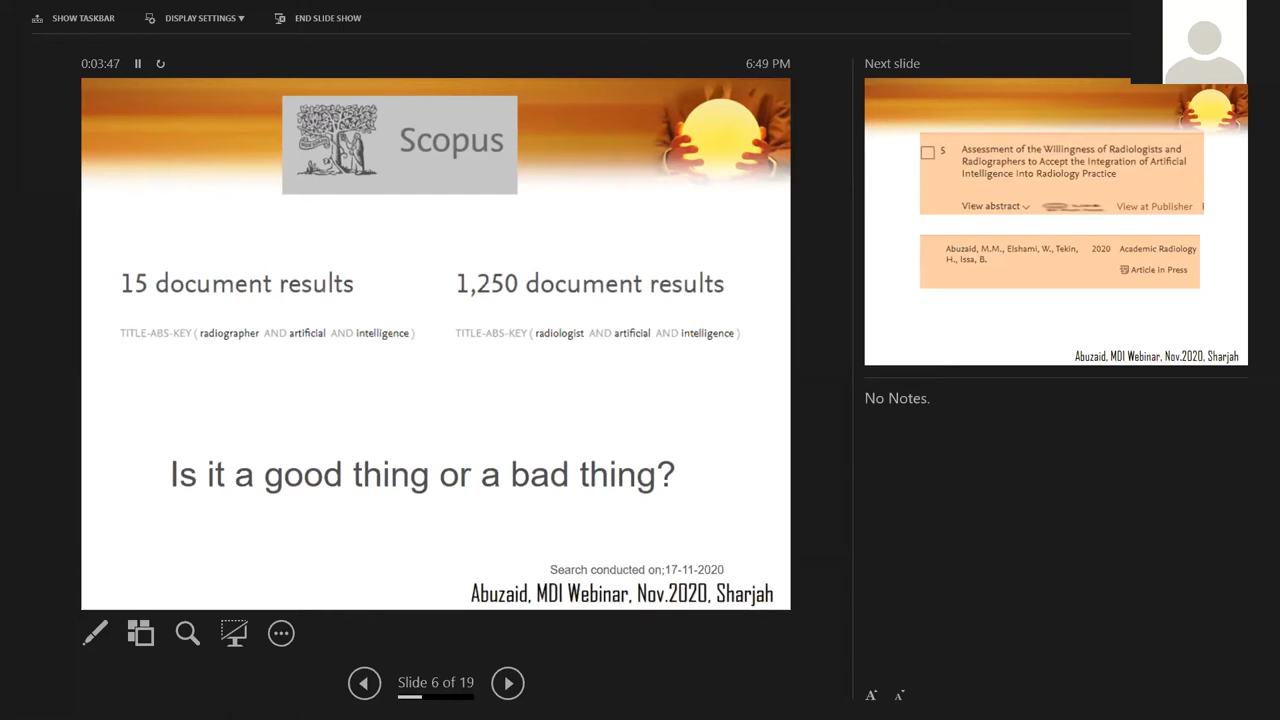 SHOW TASKBAR
DISPLAY SETTINGS ▼
END SLIDE SHOW
0:03:47
6:49 PM
Scopus
15 document results
1,250 document results
TITLE-ABS-KEY ( radiographer AND artificial AND intelligence )
TITLE-ABS-KEY ( radiologist AND artificial AND intelligence )
Is it a good thing or a bad thing?
Search conducted on;17-11-2020
Abuzaid, MDI Webinar, Nov.2020, Sharjah
Slide 6 of 19
Next slide
5 Assessment of the Willingness of Radiologists and
Radiographers to Accept the Integration of Artificial
Intelligence Into Radiology Practice
View abstract
View at Publisher
Abuzaid, M.M., Elshami, W., Tekin, 2020 Academic Radiology
H., Issa, B.
Article in Press
Abuzaid, MDI Webinar, Nov.2020, Sharjah
No Notes.
A A